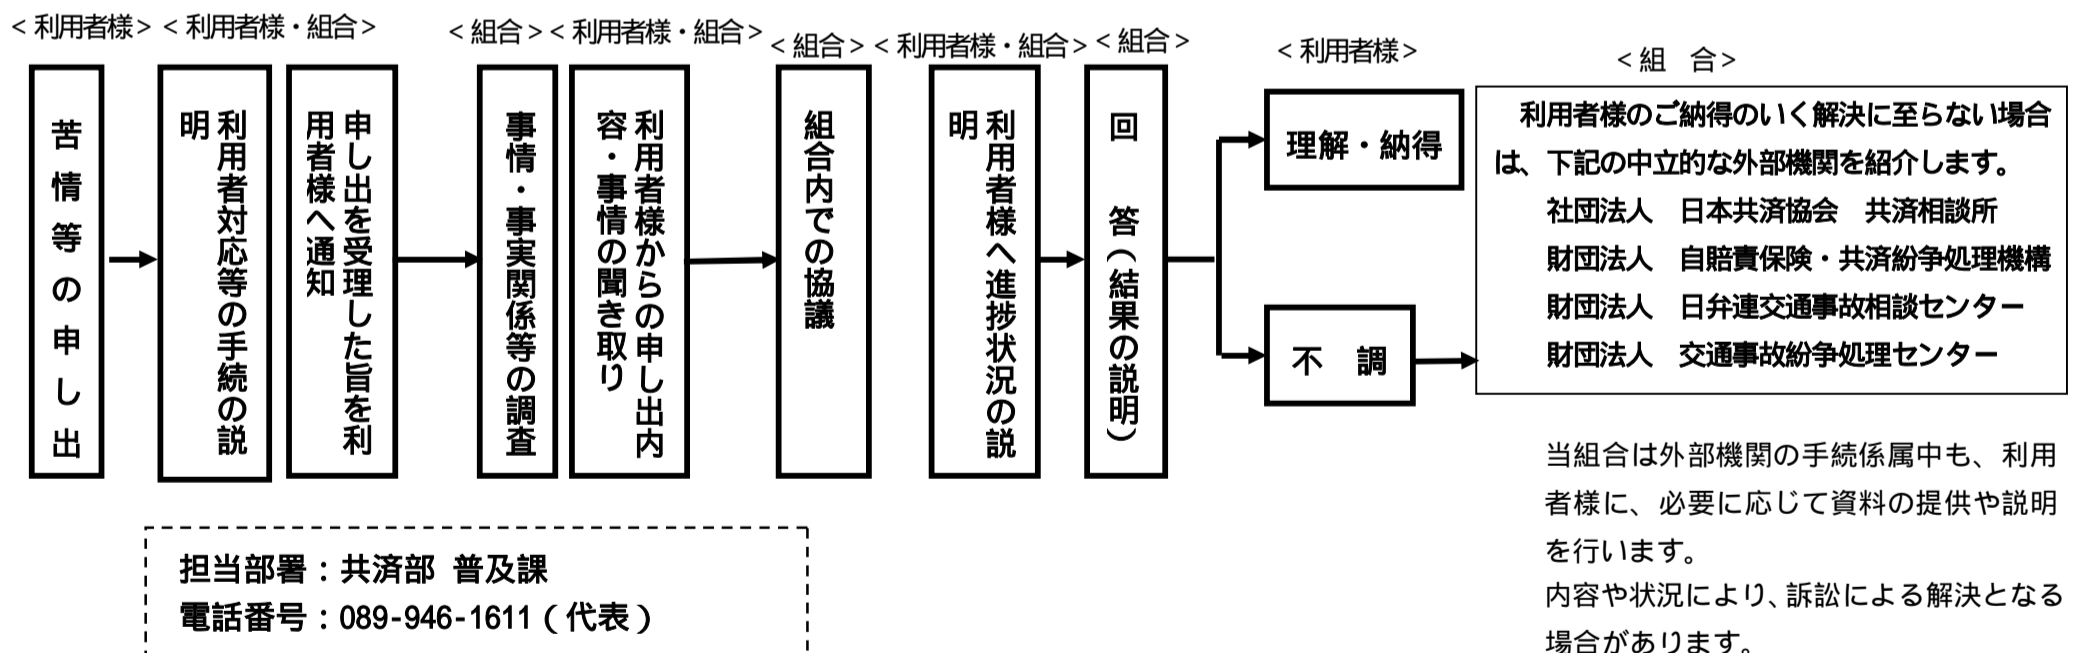 <利用者様>
<利用者様・組合>
<組合>
<利用者様・組合>
<組合>
<利用者様・組合>
<組合>
<利用者様>
<組　合>
苦情等の申し出
利用者対応等の手続の説
明
申し出を受理した旨を利
用者様へ通知
事情・事実関係等の調査
利用者様からの申し出内
容・事情の聞き取り
組合内での協議
利用者様へ進捗状況の説
明
回　答(結果の説明)
理解・納得
不　調
利用者様のご納得のいく解決に至らない場合
は、下記の中立的な外部機関を紹介します。
社団法人　日本共済協会　共済相談所
財団法人　自賠責保険・共済紛争処理機構
財団法人　日弁連交通事故相談センター
財団法人　交通事故紛争処理センター
当組合は外部機関の手続係属中も、利用
者様に、必要に応じて資料の提供や説明
を行います。
内容や状況により、訴訟による解決となる
場合があります。
担当部署:共済部 普及課
電話番号:089-946-1611(代表)